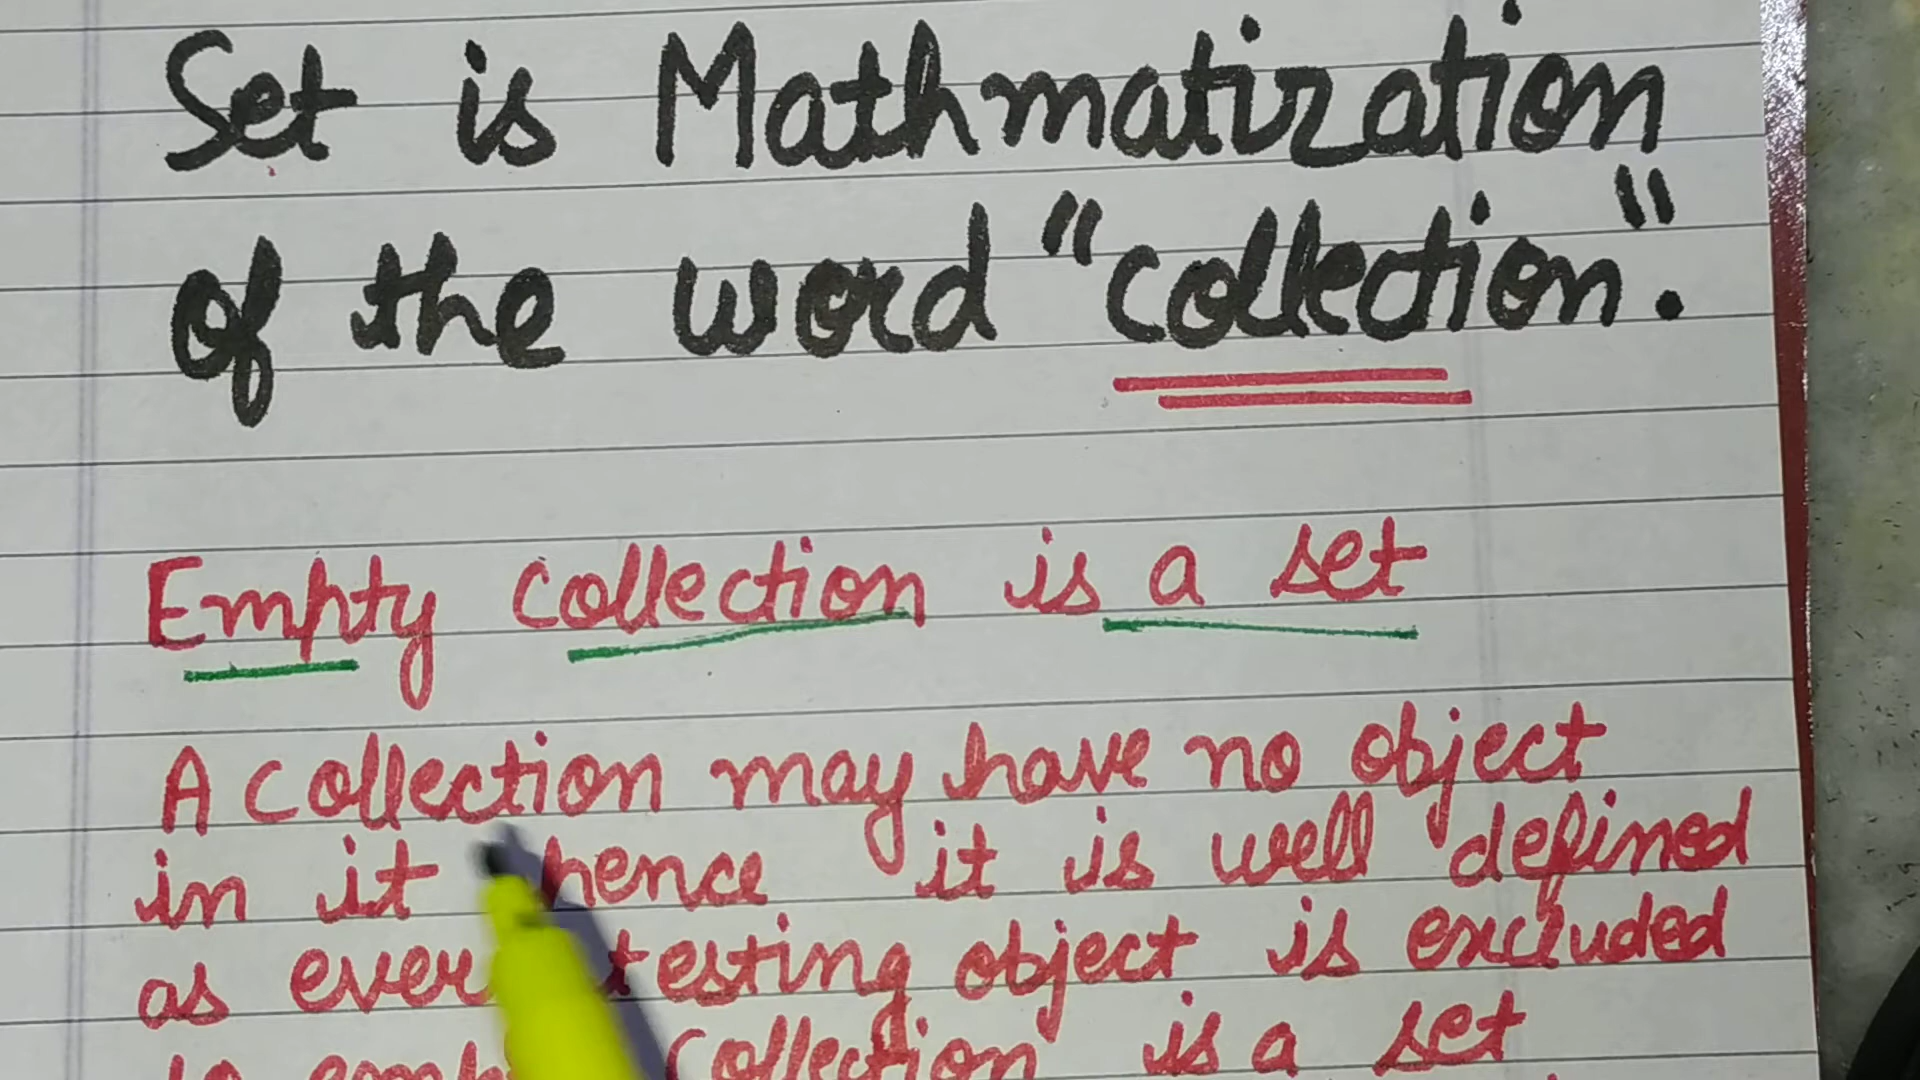 Set is Mathmatization
of the word "collection".
Empty collection is a set
A collection may have no object
in it hence it is well defined
as every testing object is excluded
collection is a set